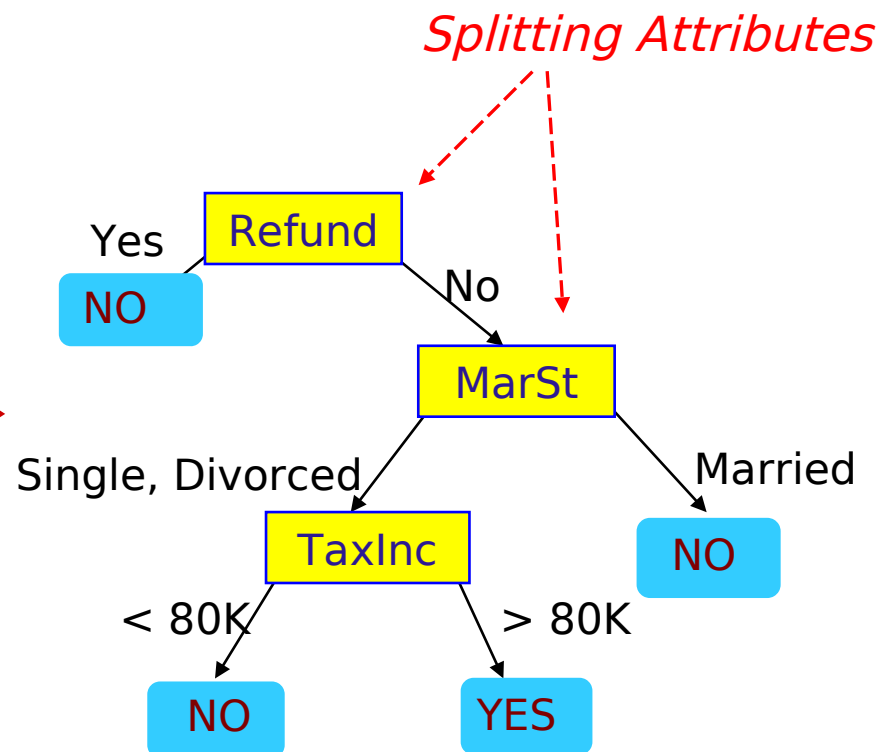 Splitting Attributes
Yes
Refund
NO
No
MarSt
Single, Divorced
Married
TaxInc
NO
< 80K
> 80K
NO
YES